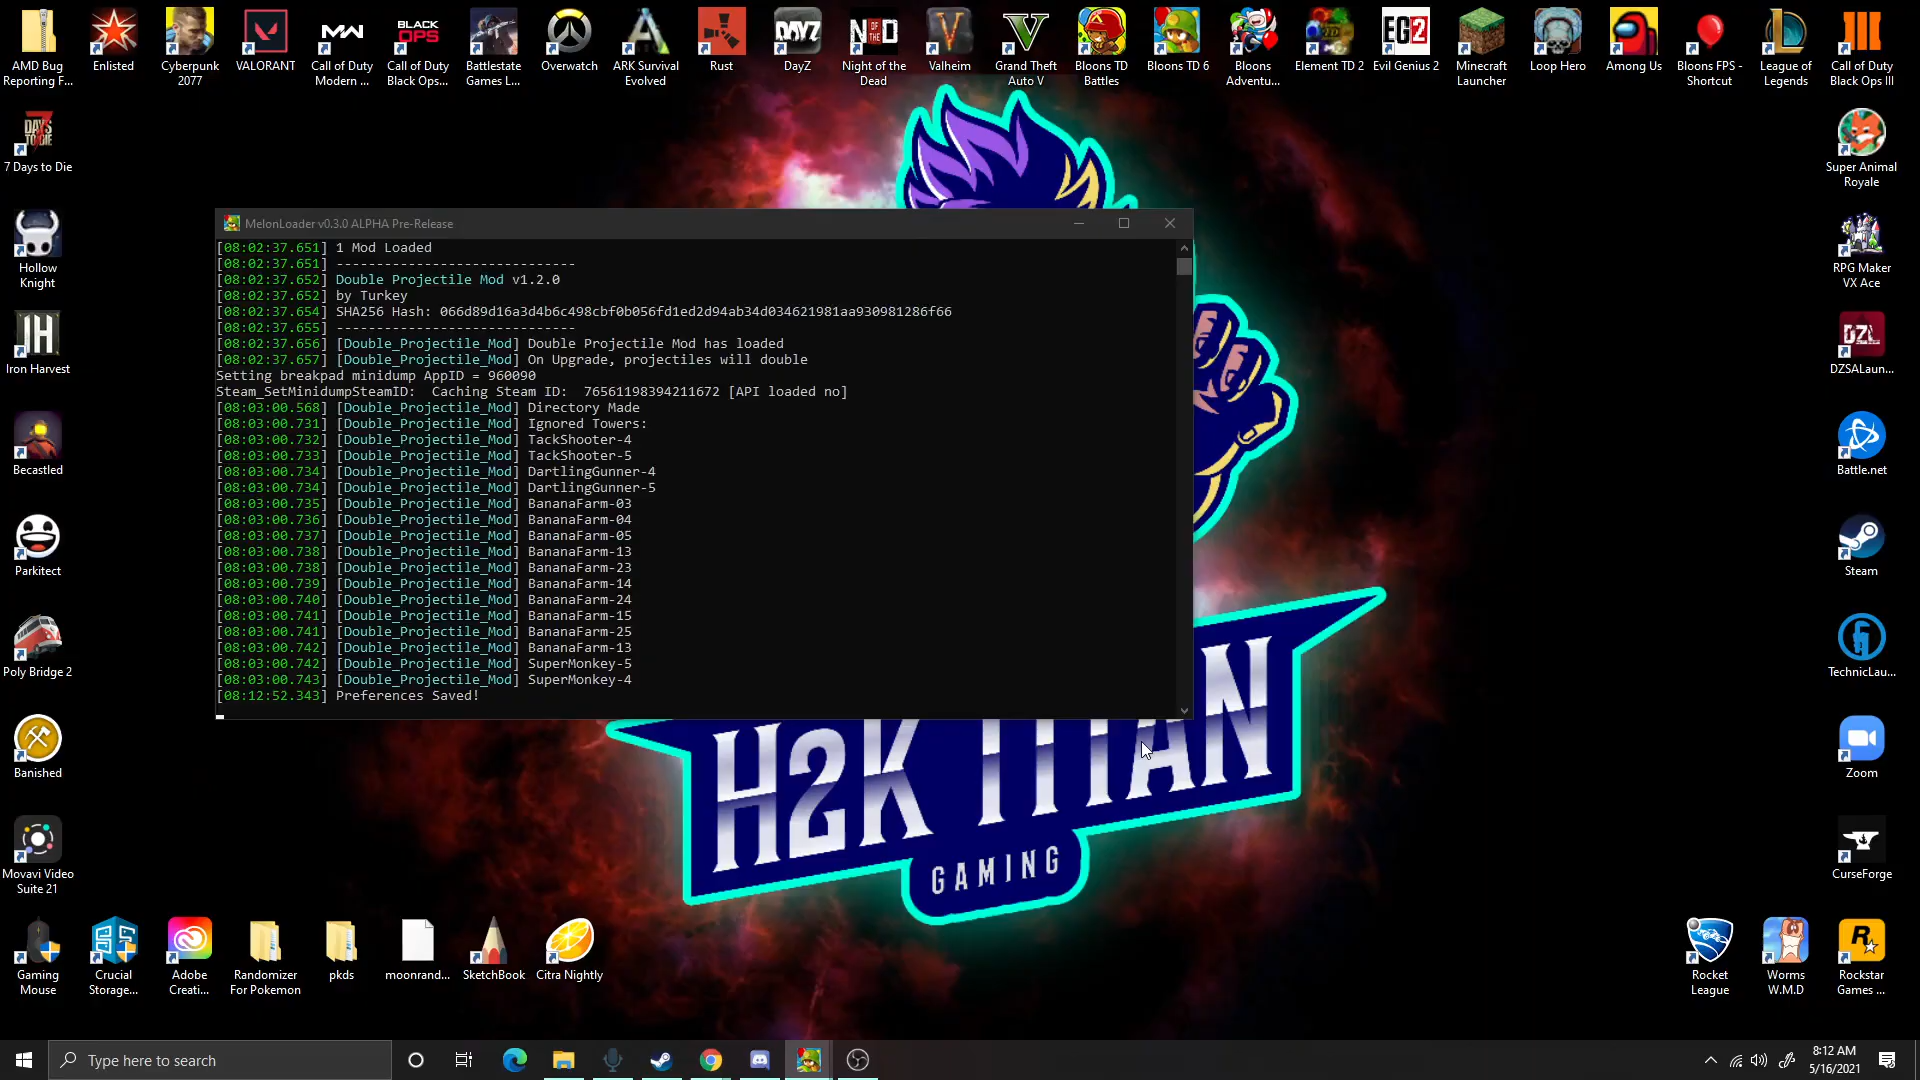 AMD Bug
Reporting F...
Enlisted
Cyberpunk
2077
VALORANT
Call of Duty
Modern ...
BLACK
OPS
Call of Duty
Black Ops...
Battlestate
Games L...
Overwatch
ARK Survival
Evolved
Rust
DAYZ
DayZ
Night of the
Dead
Valheim
Grand Theft
Auto V
Bloons TD
Battles
Bloons TD 6
Bloons
Adventu...
Element TD 2
EG2
Evil Genius 2
Minecraft
Launcher
Loop Hero
Among Us
Bloons FPS -
Shortcut
League of
Legends
Call of Duty
Black Ops III
7 Days to Die
Hollow
Knight
IH
Iron Harvest
Becastled
Parkitect
Poly Bridge 2
Banished
Movavi Video
Suite 21
Super Animal
Royale
RPG Maker
VX Ace
DZL
DZSALaun...
Battle.net
Steam
TechnicLau...
Zoom
CurseForge
MelonLoader v0.3.0 ALPHA Pre-Release
[08:02:37.651] 1 Mod Loaded
[08:02:37.651] ------------------------------
[08:02:37.652] Double Projectile Mod v1.2.0
[08:02:37.652] by Turkey
[08:02:37.654] SHA256 Hash: 066d89d16a3d4b6c498cbf0b056fd1ed2d94ab34d034621981aa930981286f66
[08:02:37.655] ------------------------------
[08:02:37.656] [Double_Projectile_Mod] Double Projectile Mod has loaded
[08:02:37.657] [Double_Projectile_Mod] On Upgrade, projectiles will double
Setting breakpad minidump AppID = 960090
Steam_SetMinidumpSteamID:  Caching Steam ID:  76561198394211672 [API loaded no]
[08:03:00.568] [Double_Projectile_Mod] Directory Made
[08:03:00.731] [Double_Projectile_Mod] Ignored Towers:
[08:03:00.732] [Double_Projectile_Mod] TackShooter-4
[08:03:00.733] [Double_Projectile_Mod] TackShooter-5
[08:03:00.734] [Double_Projectile_Mod] DartlingGunner-4
[08:03:00.734] [Double_Projectile_Mod] DartlingGunner-5
[08:03:00.735] [Double_Projectile_Mod] BananaFarm-03
[08:03:00.736] [Double_Projectile_Mod] BananaFarm-04
[08:03:00.737] [Double_Projectile_Mod] BananaFarm-05
[08:03:00.738] [Double_Projectile_Mod] BananaFarm-13
[08:03:00.738] [Double_Projectile_Mod] BananaFarm-23
[08:03:00.739] [Double_Projectile_Mod] BananaFarm-14
[08:03:00.740] [Double_Projectile_Mod] BananaFarm-24
[08:03:00.741] [Double_Projectile_Mod] BananaFarm-15
[08:03:00.741] [Double_Projectile_Mod] BananaFarm-25
[08:03:00.742] [Double_Projectile_Mod] BananaFarm-13
[08:03:00.742] [Double_Projectile_Mod] SuperMonkey-5
[08:03:00.743] [Double_Projectile_Mod] SuperMonkey-4
[08:12:52.343] Preferences Saved!
H2K TITAN
GAMING
Gaming
Mouse
Crucial
Storage...
Adobe
Creati...
Randomizer
For Pokemon
pkds
moonrand...
SketchBook
Citra Nightly
Rocket
League
Worms
W.M.D
Rockstar
Games ...
Type here to search
8:12 AM
5/16/2021